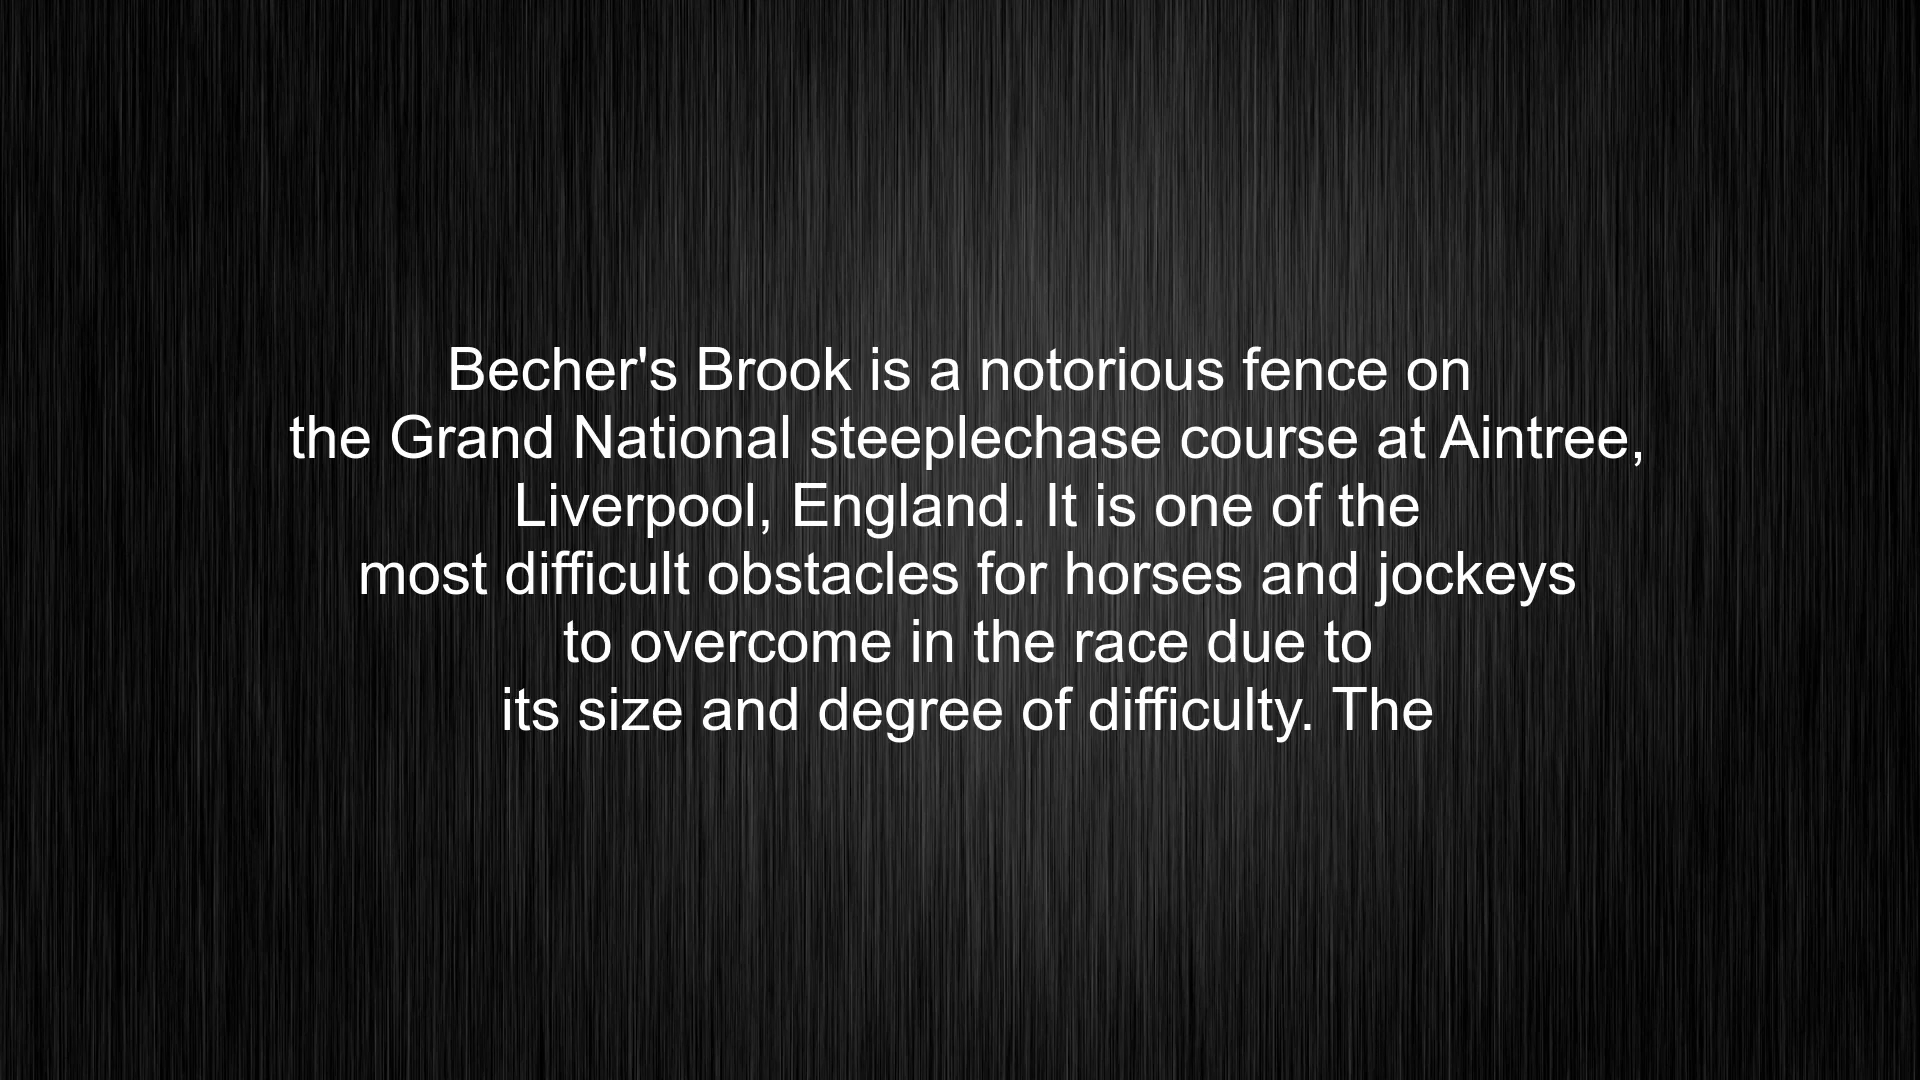 Becher's Brook is a notorious fence on
the Grand National steeplechase course at Aintree,
Liverpool, England. It is one of the
most difficult obstacles for horses and jockeys
to overcome in the race due to
its size and degree of difficulty. The